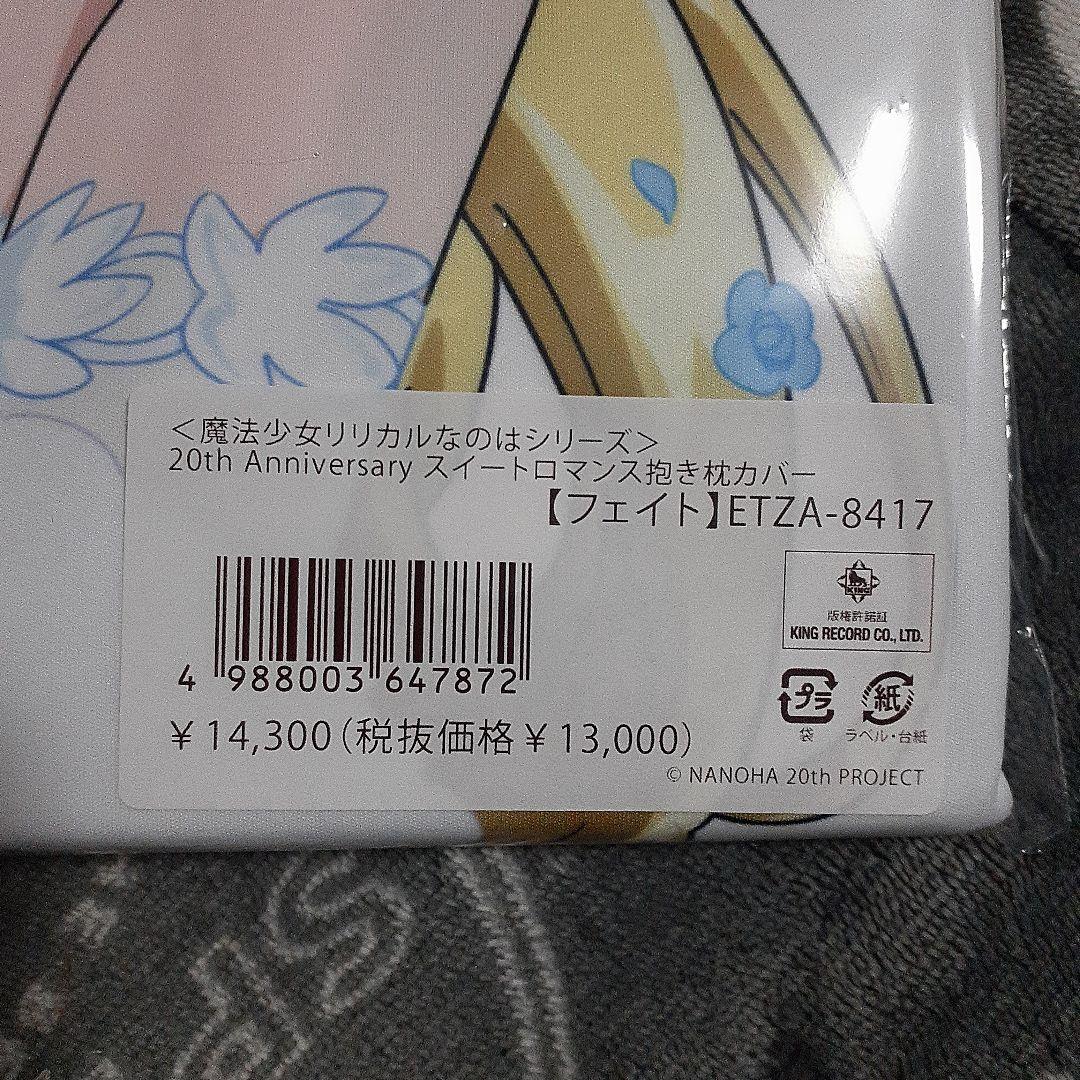 ＜魔法少女リリカルなのはシリーズ＞
20th Anniversary スイートロマンス抱き枕カバー
【フェイト】ETZA-8417
KING
版権許諾証
KING RECORD CO., LTD.
4 988003 647872
プラ
袋
紙
ラベル・台紙
￥14,300（税抜価格￥13,000）
© NANOHA 20th PROJECT